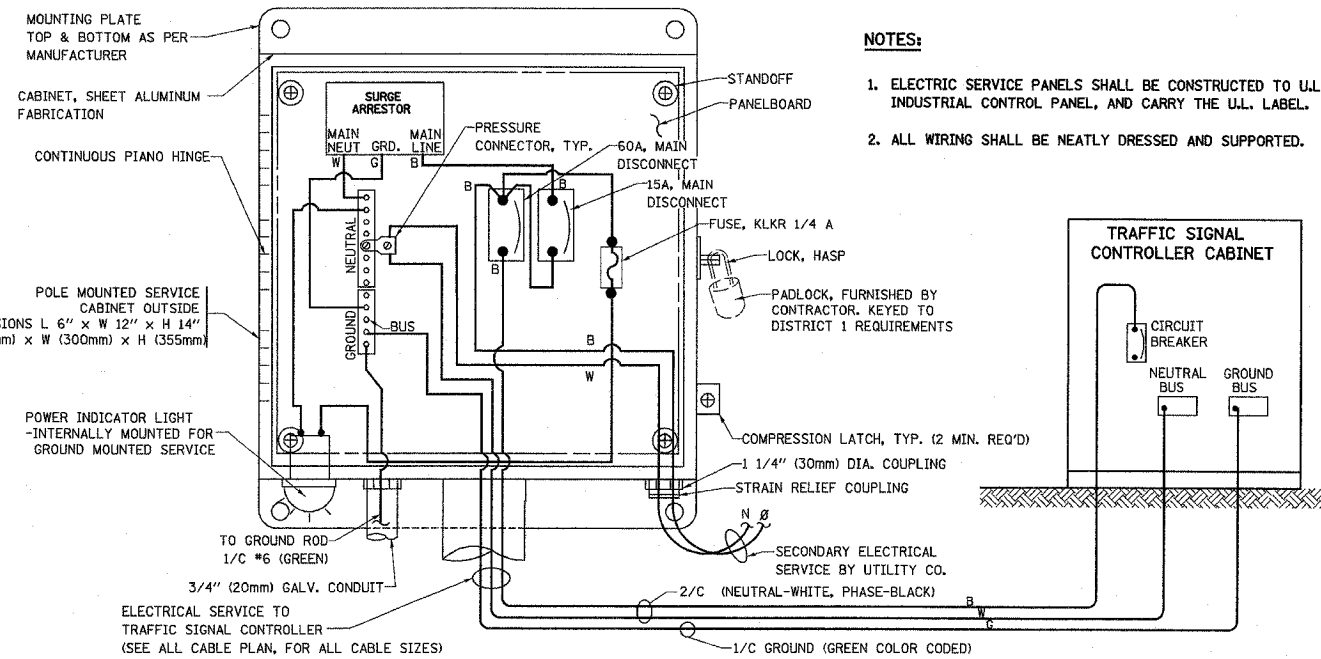 MOUNTING PLATE
TOP & BOTTOM AS PER
MANUFACTURER
CABINET, SHEET ALUMINUM
FABRICATION
CONTINUOUS PIANO HINGE
POLE MOUNTED SERVICE
CABINET OUTSIDE
SIONS L 6" x W 12" x H 14"
m) x W (300mm) x H (355mm)
POWER INDICATOR LIGHT
-INTERNALLY MOUNTED FOR
GROUND MOUNTED SERVICE
TO GROUND ROD
1/C #6 (GREEN)
3/4" (20mm) GALV. CONDUIT
ELECTRICAL SERVICE TO
TRAFFIC SIGNAL CONTROLLER
(SEE ALL CABLE PLAN, FOR ALL CABLE SIZES)
SURGE
ARRESTOR
MAIN
NEUT
GRD.
MAIN
LINE
W
G
B
NEUTRAL
GROUND
BUS
PRESSURE
CONNECTOR, TYP.
STANDOFF
PANELBOARD
60A, MAIN
DISCONNECT
15A, MAIN
DISCONNECT
B
B
B
FUSE, KLKR 1/4 A
LOCK, HASP
PADLOCK, FURNISHED BY
CONTRACTOR. KEYED TO
DISTRICT 1 REQUIREMENTS
B
W
COMPRESSION LATCH, TYP. (2 MIN. REQ'D)
1 1/4" (30mm) DIA. COUPLING
STRAIN RELIEF COUPLING
N Ø
SECONDARY ELECTRICAL
SERVICE BY UTILITY CO.
2/C (NEUTRAL-WHITE, PHASE-BLACK)
B
W
G
1/C GROUND (GREEN COLOR CODED)
NOTES:
1. ELECTRIC SERVICE PANELS SHALL BE CONSTRUCTED TO U.L
INDUSTRIAL CONTROL PANEL, AND CARRY THE U.L. LABEL.
2. ALL WIRING SHALL BE NEATLY DRESSED AND SUPPORTED.
TRAFFIC SIGNAL
CONTROLLER CABINET
CIRCUIT
BREAKER
NEUTRAL
BUS
GROUND
BUS